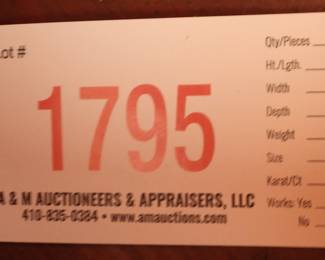 Lot #
1795
A & M AUCTIONEERS & APPRAISERS, LLC
410-835-0384 • www.amauctions.com
Qty/Pieces
Ht./Lgth.
Width
Depth
Weight
Size
Karat/Ct
Works: Yes
No